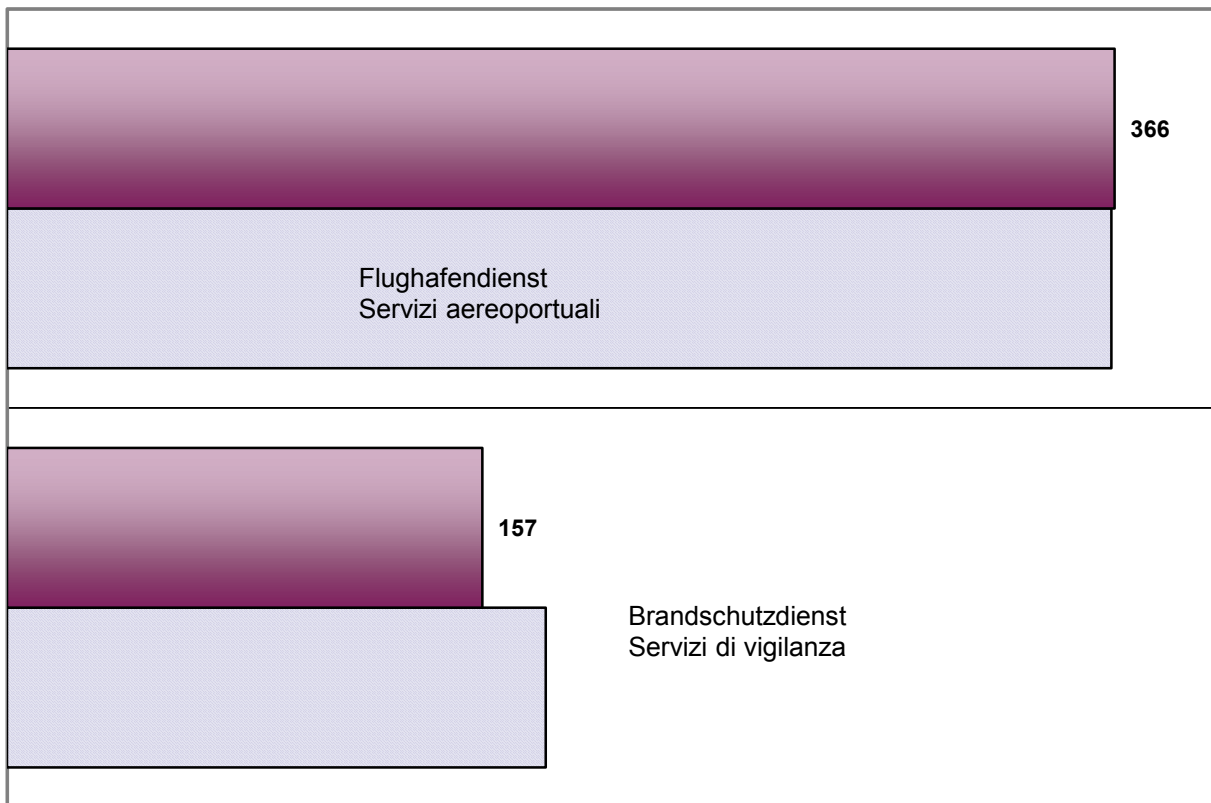 366
Flughafendienst
Servizi aereoportuali
157
Brandschutzdienst
Servizi di vigilanza